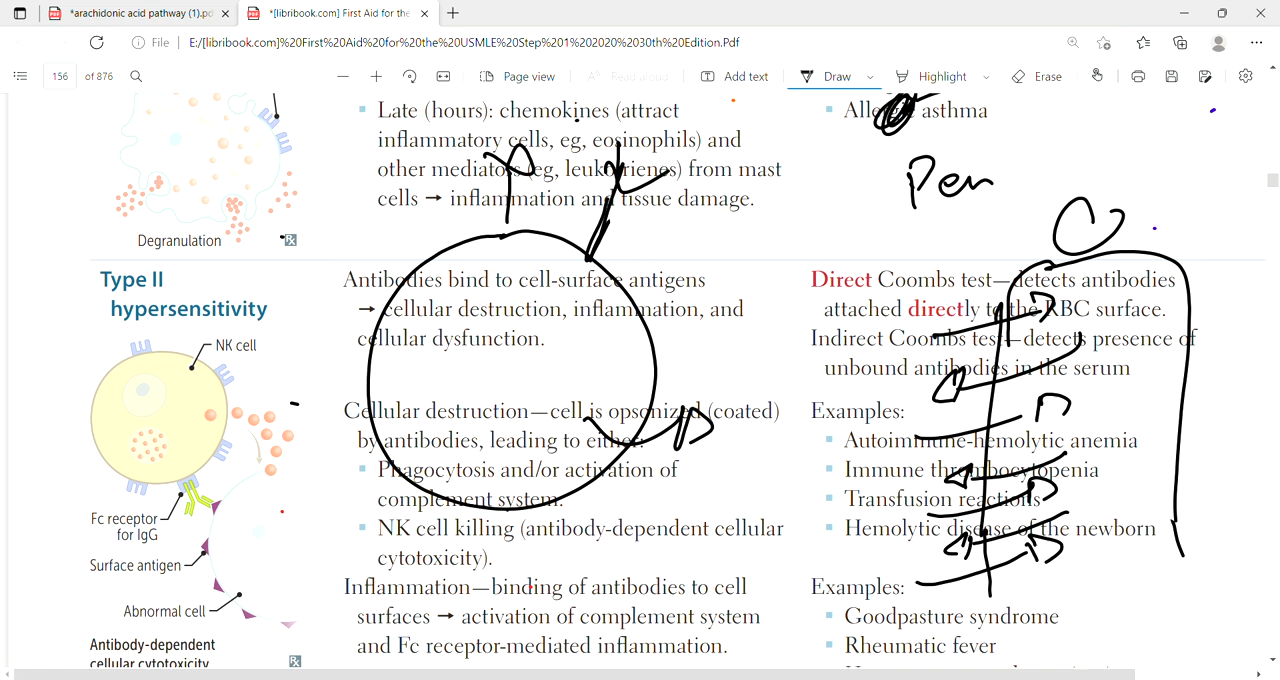 *arachidonic acid pathway (1).pd
*[libribook.com] First Aid for the
File
E:/[libribook.com]%20First%20Aid%20for%20the%20USMLE%20Step%201%202020%2030th%20Edition.Pdf
156 of 876
Page view
Read aloud
Add text
Draw
Highlight
Erase
Late (hours): chemokines (attract
inflammatory cells, eg, eosinophils) and
other mediators (eg, leukotrienes) from mast
cells → inflammation and tissue damage.
Allergic asthma
Pen
Degranulation
Rx
Type II
hypersensitivity
NK cell
Fc receptor
for IgG
Surface antigen
Abnormal cell
Antibody-dependent
cellular cytotoxicity
Rx
Antibodies bind to cell-surface antigens
→ cellular destruction, inflammation, and
cellular dysfunction.
Cellular destruction—cell is opsonized (coated)
by antibodies, leading to either:
Phagocytosis and/or activation of
complement system.
NK cell killing (antibody-dependent cellular
cytotoxicity).
Inflammation—binding of antibodies to cell
surfaces → activation of complement system
and Fc receptor-mediated inflammation.
Direct Coombs test—detects antibodies
attached directly to the RBC surface.
Indirect Coombs test—detects presence of
unbound antibodies in the serum
Examples:
Autoimmune-hemolytic anemia
Immune thrombocytopenia
Transfusion reactions
Hemolytic disease of the newborn
Examples:
Goodpasture syndrome
Rheumatic fever